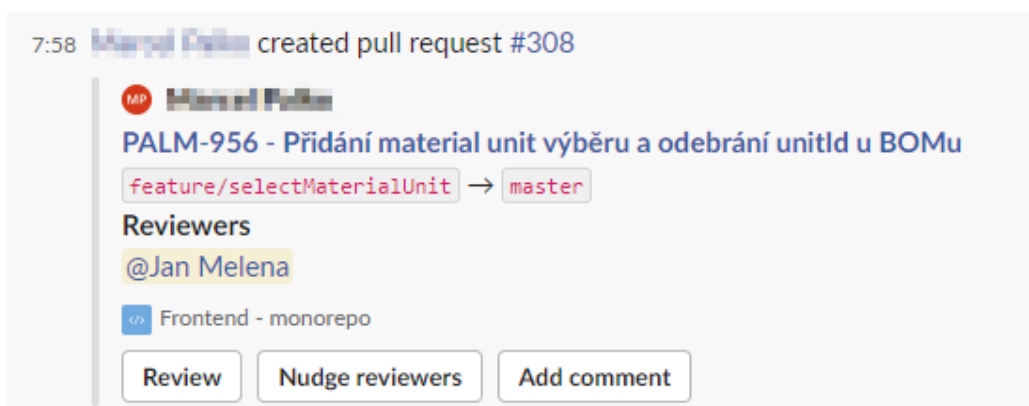 7:58 created pull request #308
MP
PALM-956 - Přidání material unit výběru a odebrání unitId u BOMu
feature/selectMaterialUnit → master
Reviewers
@Jan Melena
Frontend - monorepo
Review Nudge reviewers Add comment